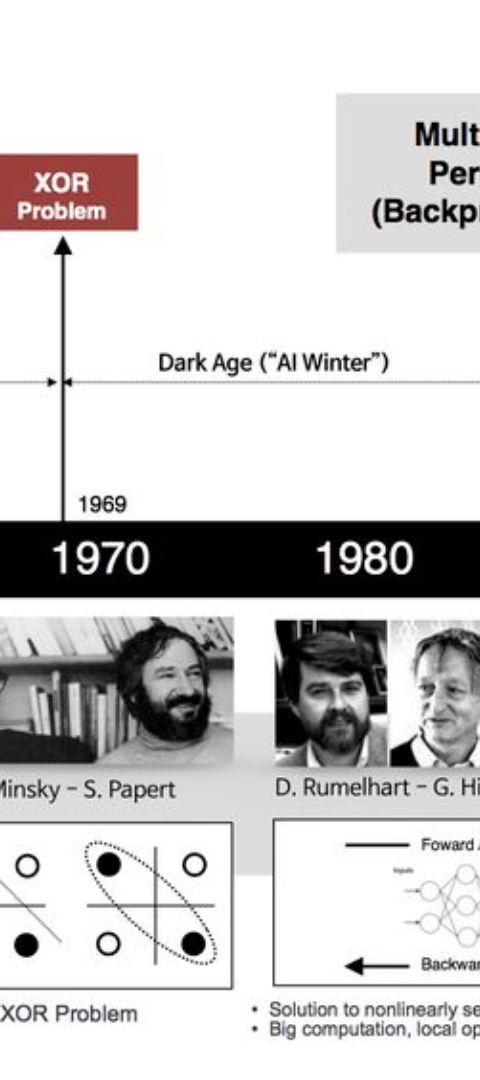 Mult
XOR
Problem
Per
(Backpr
Dark Age (“AI Winter”)
1969
1970
1980
Minsky – S. Papert
D. Rumelhart – G. Hi
Foward
Inputs
Backwar
XOR Problem
• Solution to nonlinearly se
• Big computation, local op